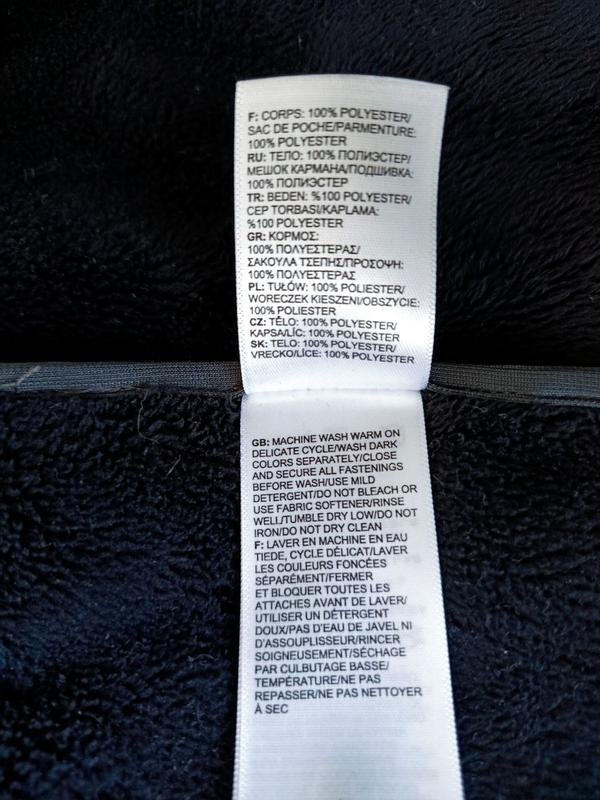 F: CORPS: 100% POLYESTER/
SAC DE POCHE/PARMENTURE:
100% POLYESTER
RU: ТЕЛО: 100% ПОЛИЭСТЕР/
МЕШОК КАРМАНА/ПОДШИВКА:
100% ПОЛИЭСТЕР
TR: BEDEN: %100 POLYESTER/
CEP TORBASI/KAPLAMA:
%100 POLYESTER
GR: ΚΟΡΜΟΣ:
100% ΠΟΛΥΕΣΤΕΡΑΣ/
ΣΑΚΟΥΛΑ ΤΣΕΠΗΣ/ΠΡΟΣΟΨΗ:
100% ΠΟΛΥΕΣΤΕΡΑΣ
PL: TUŁÓW: 100% POLIESTER/
WORECZEK KIESZENI/OBSZYCIE:
100% POLIESTER
CZ: TĚLO: 100% POLYESTER/
KAPSA/LÍC: 100% POLYESTER
SK: TELO: 100% POLYESTER/
VRECKO/LÍCE: 100% POLYESTER
GB: MACHINE WASH WARM ON
DELICATE CYCLE/WASH DARK
COLORS SEPARATELY/CLOSE
AND SECURE ALL FASTENINGS
BEFORE WASH/USE MILD
DETERGENT/DO NOT BLEACH OR
USE FABRIC SOFTENER/RINSE
WELL/TUMBLE DRY LOW/DO NOT
IRON/DO NOT DRY CLEAN
F: LAVER EN MACHINE EN EAU
TIEDE, CYCLE DÉLICAT/LAVER
LES COULEURS FONCÉES
SÉPARÉMENT/FERMER
ET BLOQUER TOUTES LES
ATTACHES AVANT DE LAVER/
UTILISER UN DÉTERGENT
DOUX/PAS D'EAU DE JAVEL NI
D'ASSOUPLISSEUR/RINCER
SOIGNEUSEMENT/SÉCHAGE
PAR CULBUTAGE BASSE/
TEMPÉRATURE/NE PAS
REPASSER/NE PAS NETTOYER
À SEC